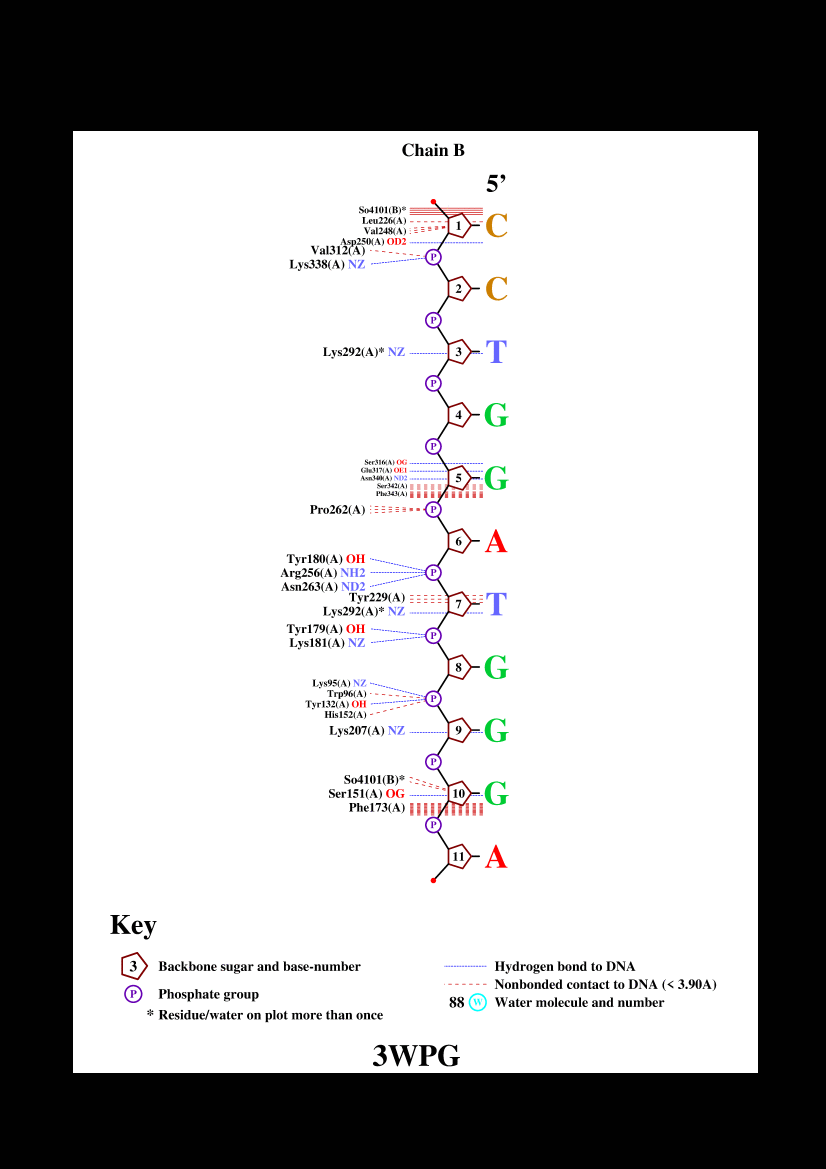 Chain B
5’
So4101(B)*
Leu226(A)
1 C
Val248(A)
Asp250(A) OD2
Val312(A)
P
Lys338(A) NZ
2 C
P
Lys292(A)* NZ 3 T
P
4 G
P
Ser316(A) OG
Glu317(A) OE1
Asn340(A) ND2 5 G
Ser342(A)
Phe343(A)
Pro262(A) P
6 A
Tyr180(A) OH
Arg256(A) NH2 P
Asn263(A) ND2
Tyr229(A)
7 T
Lys292(A)* NZ
Tyr179(A) OH
P
Lys181(A) NZ
8 G
Lys95(A) NZ
Trp96(A)
P
Tyr132(A) OH
His152(A)
Lys207(A) NZ 9 G
P
So4101(B)*
Ser151(A) OG 10 G
Phe173(A)
P
11 A
Key
3 Backbone sugar and base-number
Hydrogen bond to DNA
Nonbonded contact to DNA (< 3.90A)
P Phosphate group
88 W Water molecule and number
* Residue/water on plot more than once
3WPG